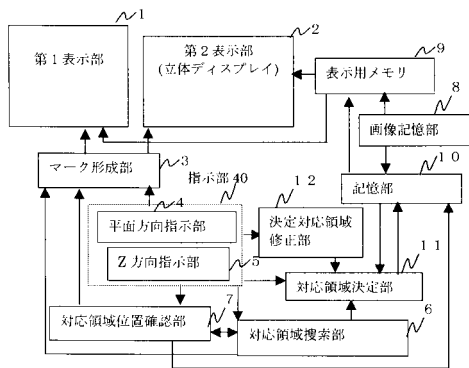 1
第１表示部
2
第２表示部
(立体ディスプレイ)
9
表示用メモリ
8
画像記憶部
10
記憶部
マーク形成部
3
指示部40
4
平面方向指示部
Ｚ方向指示部
5
12
決定対応領域
修正部
11
対応領域決定部
対応領域位置確認部
7
対応領域捜索部
6